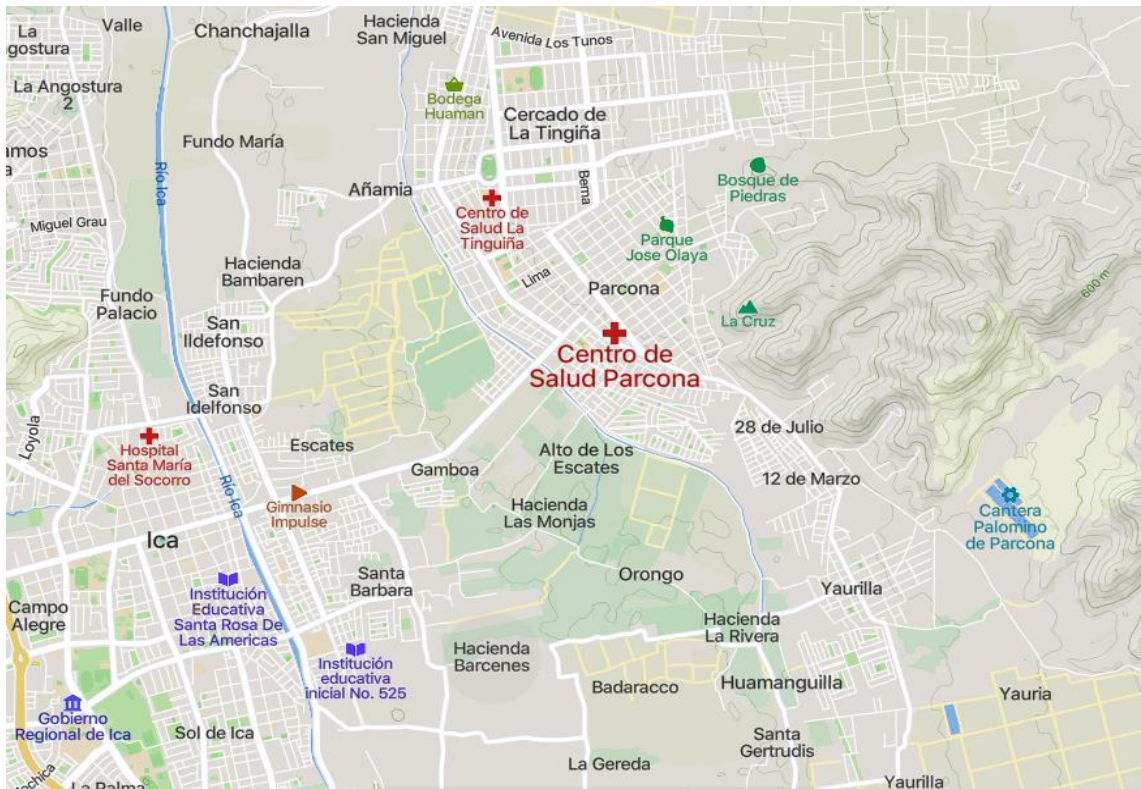 La
ngostura
Valle
Chanchajalla
Hacienda
San Miguel
Avenida Los Tunos
La Angostura
2
Bodega
Huaman
Cercado de
La Tingiña
Fundo María
Río Ica
Añamia
Berna
Bosque de
Piedras
Miguel Grau
Centro de
Salud La
Tinguiña
Parque
Jose Olaya
Hacienda
Bambaren
Lima
Parcona
600 m
Fundo
Palacio
San
Ildefonso
La Cruz
Centro de
Salud Parcona
San
Idelfonso
Loyola
Hospital
Santa María
del Socorro
Escates
Gamboa
Alto de Los
Escates
28 de Julio
12 de Marzo
Río Ica
Gimnasio
Impulse
Hacienda
Las Monjas
Cantera
Palomino
de Parcona
Ica
Institución
Educativa
Santa Rosa De
Las Americas
Santa
Barbara
Orongo
Yaurilla
Campo
Alegre
Hacienda
La Rivera
Institución
educativa
inicial No. 525
Hacienda
Barcenes
Badaracco
Huamanguilla
Yauria
Gobierno
Regional de Ica
Sol de Ica
Santa
Gertrudis
La Gereda
Yaurilla
La Palma